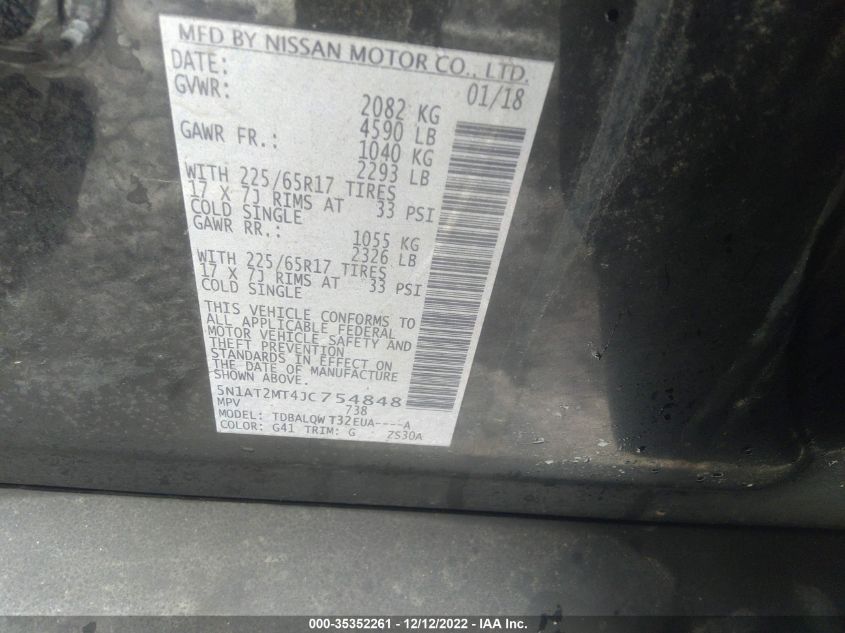 MFD BY NISSAN MOTOR CO., LTD.
DATE: 01/18
GVWR: 2082 KG
4590 LB
GAWR FR.: 1040 KG
2293 LB
WITH 225/65R17 TIRES
17 X 7J RIMS AT 33 PSI
COLD SINGLE
GAWR RR.: 1055 KG
2326 LB
WITH 225/65R17 TIRES
17 X 7J RIMS AT 33 PSI
COLD SINGLE
THIS VEHICLE CONFORMS TO
ALL APPLICABLE FEDERAL
MOTOR VEHICLE SAFETY AND
THEFT PREVENTION
STANDARDS IN EFFECT ON
THE DATE OF MANUFACTURE
SHOWN ABOVE.
5N1AT2MT4JC754848
MPV 738
MODEL: TDBALQW T32EUA----A
COLOR: G41 TRIM: G ZS30A
000-35352261 - 12/12/2022 - IAA Inc.